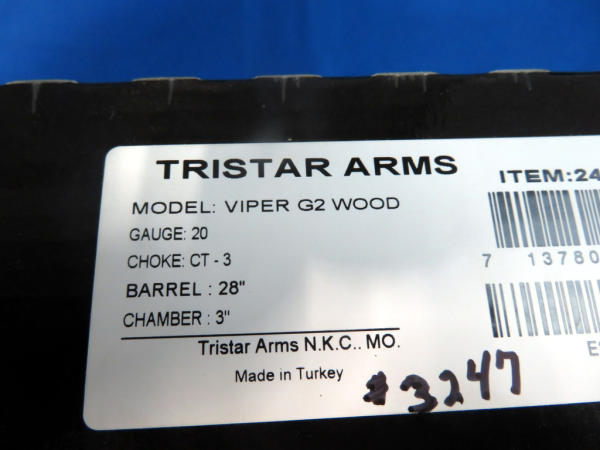 TRISTAR ARMS
ITEM:24
MODEL: VIPER G2 WOOD
GAUGE: 20
CHOKE: CT - 3
BARREL : 28"
CHAMBER : 3"
7 13780
Tristar Arms N.K.C.. MO.
Made in Turkey
#3247